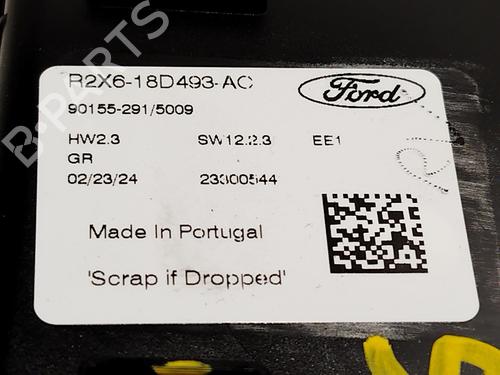 R2X6-18D493-AC
Ford
90155-291/5009
HW2.3 SW12.2.3 EE1
GR
02/23/24 23300544
Made In Portugal
'Scrap if Dropped'
B-PARTS